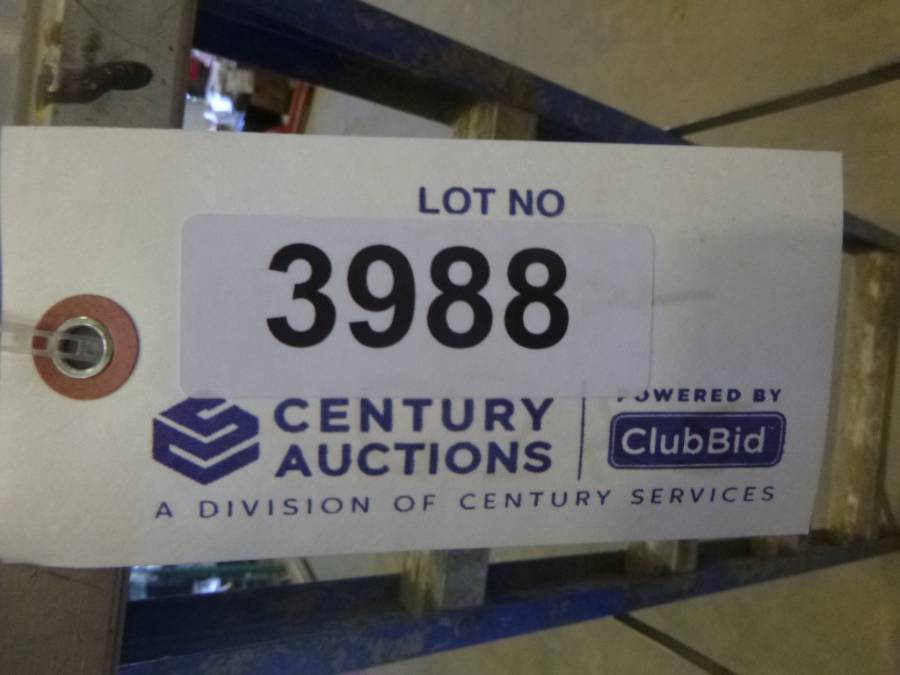 LOT NO
3988
CENTURY
AUCTIONS
POWERED BY
ClubBid
A DIVISION OF CENTURY SERVICES